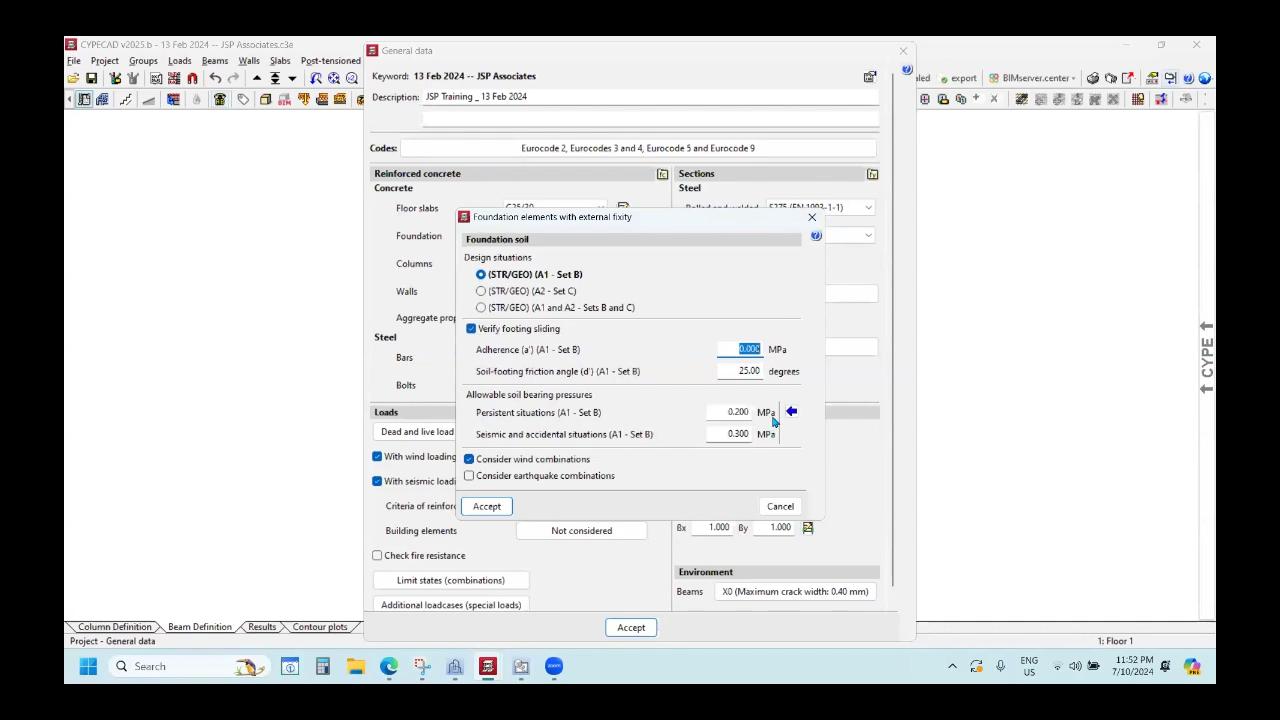 CYPECAD v2025.b - 13 Feb 2024 -- JSP Associates.c3e
File Project Groups Loads Beams Walls Slabs Post-tensioned
export BIMserver.center
General data
Keyword: 13 Feb 2024 -- JSP Associates
Description: JSP Training _ 13 Feb 2024
Codes: Eurocode 2, Eurocodes 3 and 4, Eurocode 5 and Eurocode 9
Reinforced concrete
Sections
Concrete
Steel
Floor slabs
Foundation
Columns
Walls
Steel
Bars
Bolts
Foundation elements with external fixity
Foundation soil
Design situations
(STR/GEO) (A1 - Set B)
(STR/GEO) (A2 - Set C)
(STR/GEO) (A1 and A2 - Sets B and C)
Verify footing sliding
Adherence (a') (A1 - Set B) 0.000 MPa
Soil-footing friction angle (d') (A1 - Set B) 25.00 degrees
Allowable soil bearing pressures
Persistent situations (A1 - Set B) 0.200 MPa
Seismic and accidental situations (A1 - Set B) 0.300 MPa
Consider wind combinations
Consider earthquake combinations
Accept Cancel
Loads
Dead and live load
With wind loading
With seismic loadi
Criteria of reinforc
Building elements Not considered
Check fire resistance
Limit states (combinations)
Additional loadcases (special loads)
Bx 1.000 By 1.000
Environment
Beams X0 (Maximum crack width: 0.40 mm)
Accept
CYPE
Column Definition Beam Definition Results Contour plots
Project - General data
1: Floor 1
Search
ENG
US
11:52 PM
7/10/2024